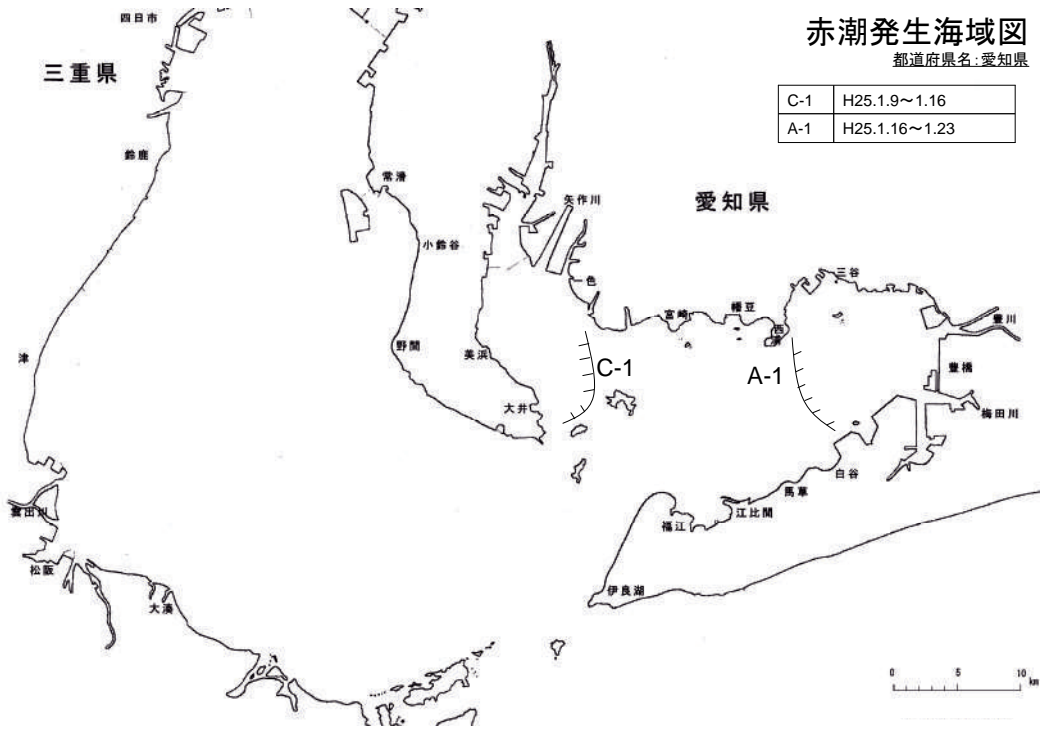 赤潮発生海域図
都道府県名:愛知県
C-1 H25.1.9～1.16
A-1 H25.1.16～1.23
四日市
三重県
鈴鹿
常滑
矢作川
愛知県
小鈴谷
一色
三谷
宮崎
幡豆
西浦
豊川
津
野間
美浜
C-1
A-1
豊橋
大井
梅田川
白谷
馬草
江比間
福江
雲出川
松阪
大湊
伊良湖
0 5 10
km